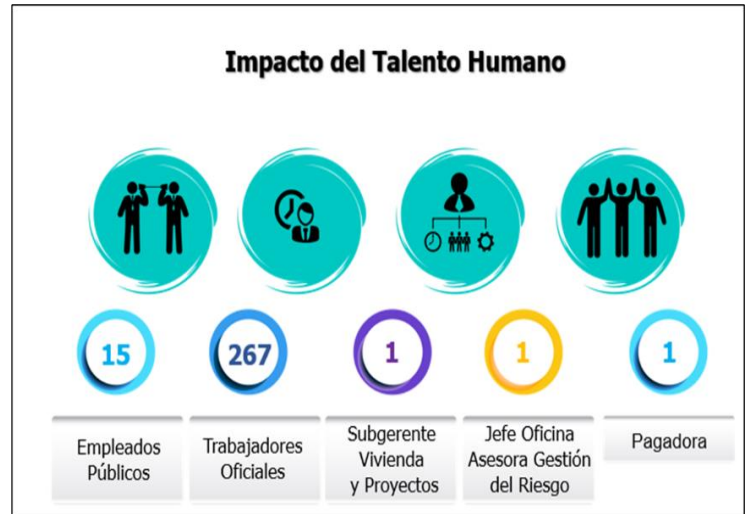 Impacto del Talento Humano
15
267
1
1
1
Empleados
Públicos
Trabajadores
Oficiales
Subgerente
Vivienda
y Proyectos
Jefe Oficina
Asesora Gestión
del Riesgo
Pagadora